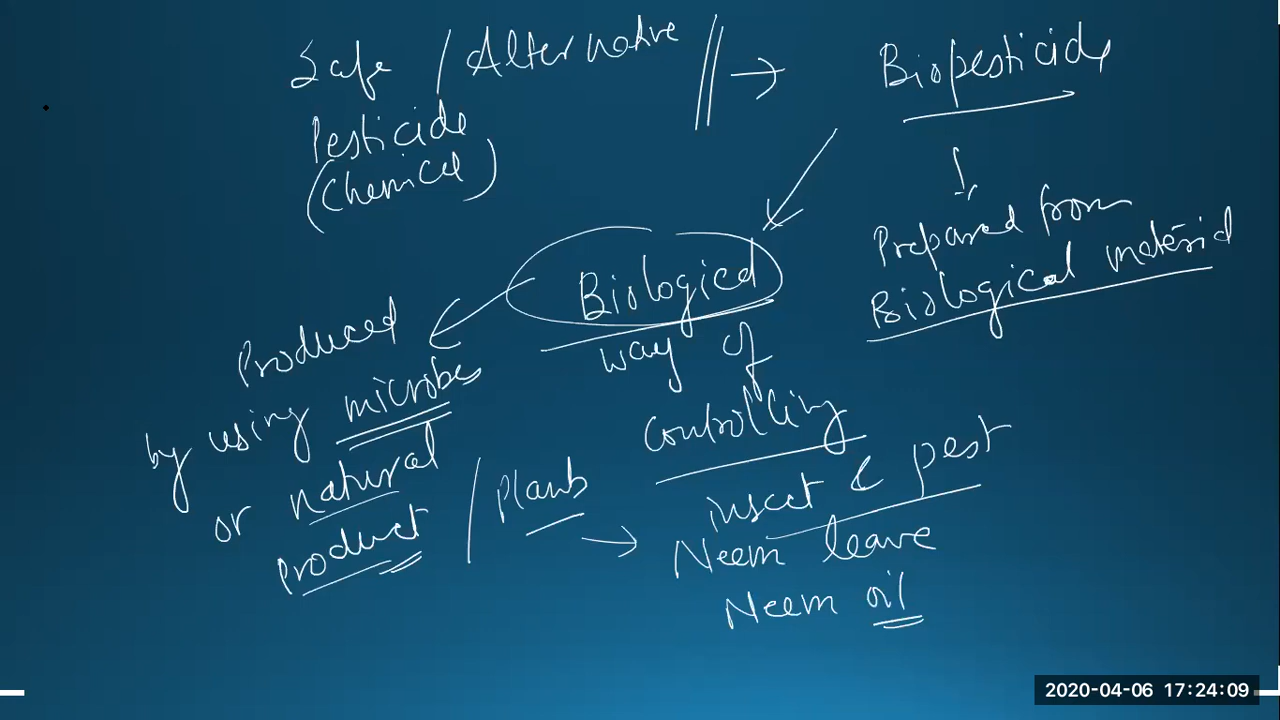 Safe / Alternative
Pesticide
(Chemical)
Biopesticide
Prepared from
Biological material
Biological
way of
controlling
insect & pest
Produced
by using microbes
or natural
product / Plants
Neem leave
Neem oil
2020-04-06 17:24:09